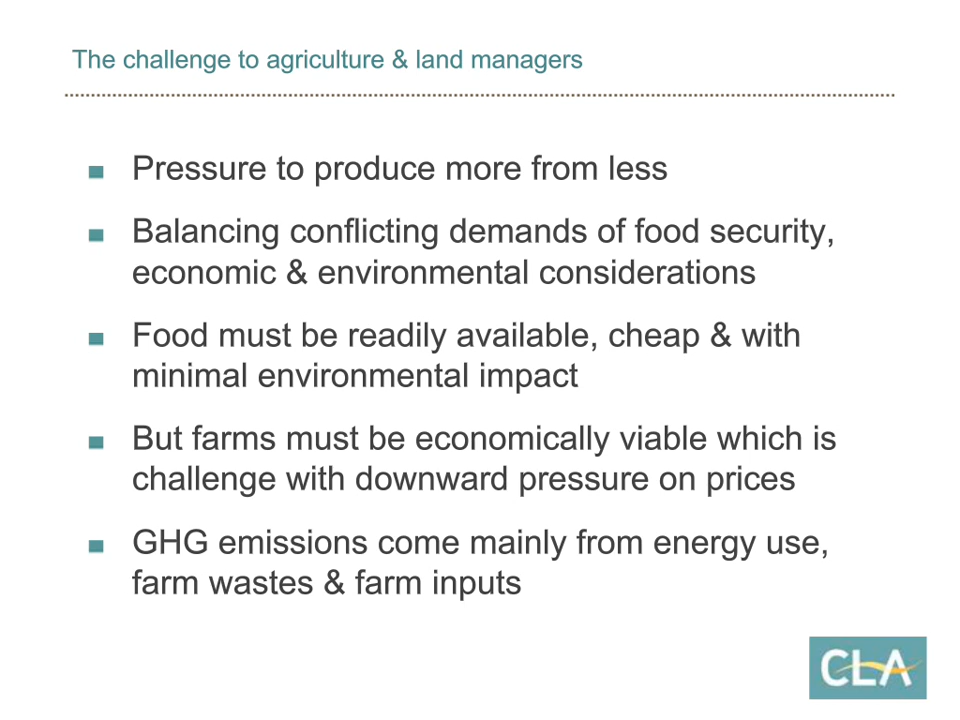 The challenge to agriculture & land managers
Pressure to produce more from less
Balancing conflicting demands of food security,
economic & environmental considerations
Food must be readily available, cheap & with
minimal environmental impact
But farms must be economically viable which is
challenge with downward pressure on prices
GHG emissions come mainly from energy use,
farm wastes & farm inputs
CLA